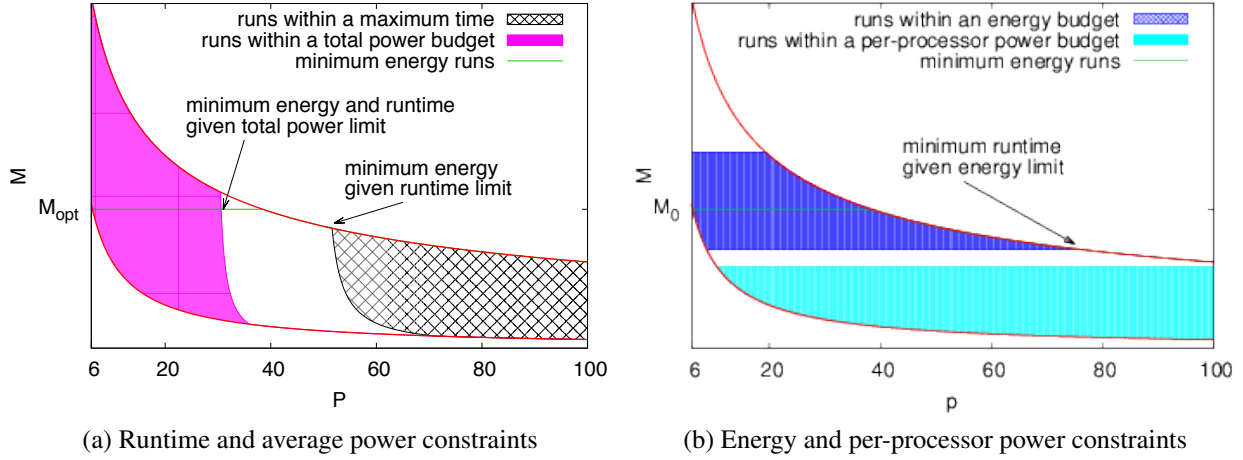 runs within a maximum time
runs within a total power budget
minimum energy runs
minimum energy and runtime
given total power limit
minimum energy
given runtime limit
M
M_opt
6 20 40 60 80 100
P
(a) Runtime and average power constraints
runs within an energy budget
runs within a per-processor power budget
minimum energy runs
minimum runtime
given energy limit
M
M_0
6 20 40 60 80 100
p
(b) Energy and per-processor power constraints